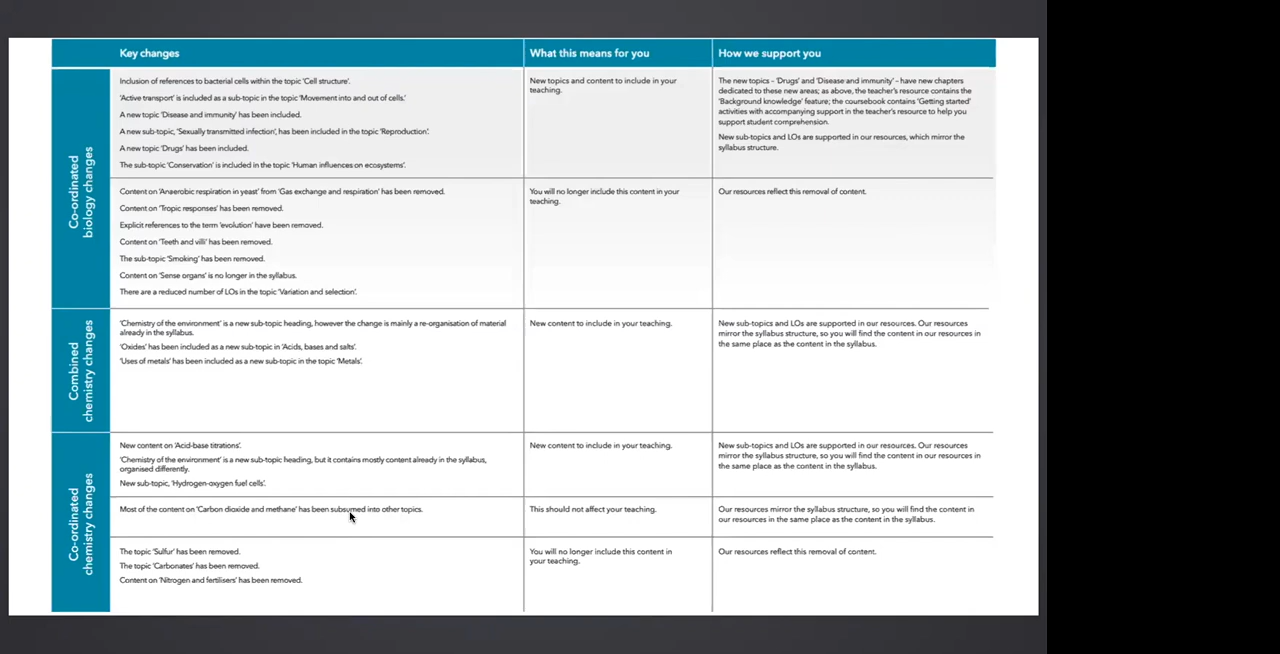 Key changes
What this means for you
How we support you
Co-ordinated
biology changes
Inclusion of references to bacterial cells within the topic 'Cell structure'.
'Active transport' is included as a sub-topic in the topic 'Movement into and out of cells.'
A new topic 'Disease and immunity' has been included.
A new sub-topic, 'Sexually transmitted infection', has been included in the topic 'Reproduction'.
A new topic 'Drugs' has been included.
The sub-topic 'Conservation' is included in the topic 'Human influences on ecosystems'.
New topics and content to include in your
teaching.
The new topics – 'Drugs' and 'Disease and immunity' – have new chapters
dedicated to these new areas; as above, the teacher's resource contains the
'Background knowledge' feature; the coursebook contains 'Getting started'
activities with accompanying support in the teacher's resource to help you
support student comprehension.
New sub-topics and LOs are supported in our resources, which mirror the
syllabus structure.
Content on 'Anaerobic respiration in yeast' from 'Gas exchange and respiration' has been removed.
Content on 'Tropic responses' has been removed.
Explicit references to the term 'evolution' have been removed.
Content on 'Teeth and villi' has been removed.
The sub-topic 'Smoking' has been removed.
Content on 'Sense organs' is no longer in the syllabus.
There are a reduced number of LOs in the topic 'Variation and selection'.
You will no longer include this content in your
teaching.
Our resources reflect this removal of content.
Combined
chemistry changes
'Chemistry of the environment' is a new sub-topic heading, however the change is mainly a re-organisation of material
already in the syllabus.
'Oxides' has been included as a new sub-topic in 'Acids, bases and salts'.
'Uses of metals' has been included as a new sub-topic in the topic 'Metals'.
New content to include in your teaching.
New sub-topics and LOs are supported in our resources. Our resources
mirror the syllabus structure, so you will find the content in our resources in
the same place as the content in the syllabus.
Co-ordinated
chemistry changes
New content on 'Acid-base titrations'.
'Chemistry of the environment' is a new sub-topic heading, but it contains mostly content already in the syllabus,
organised differently.
New sub-topic, 'Hydrogen-oxygen fuel cells'.
New content to include in your teaching.
New sub-topics and LOs are supported in our resources. Our resources
mirror the syllabus structure, so you will find the content in our resources in
the same place as the content in the syllabus.
Most of the content on 'Carbon dioxide and methane' has been subsumed into other topics.
This should not affect your teaching.
Our resources mirror the syllabus structure, so you will find the content in
our resources in the same place as the content in the syllabus.
The topic 'Sulfur' has been removed.
The topic 'Carbonates' has been removed.
Content on 'Nitrogen and fertilisers' has been removed.
You will no longer include this content in
your teaching.
Our resources reflect this removal of content.